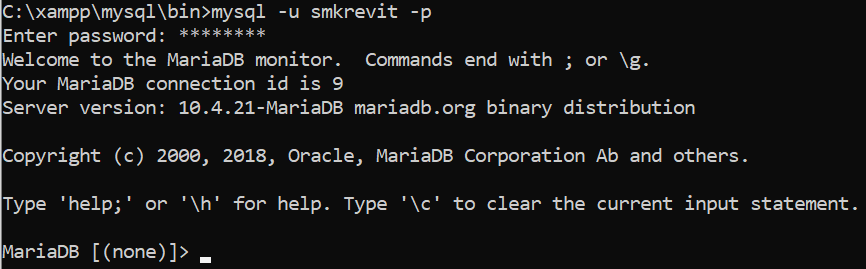 C:\xampp\mysql\bin>mysql -u smkrevit -p
Enter password: ********
Welcome to the MariaDB monitor.  Commands end with ; or \g.
Your MariaDB connection id is 9
Server version: 10.4.21-MariaDB mariadb.org binary distribution
Copyright (c) 2000, 2018, Oracle, MariaDB Corporation Ab and others.
Type 'help;' or '\h' for help. Type '\c' to clear the current input statement.
MariaDB [(none)]> _